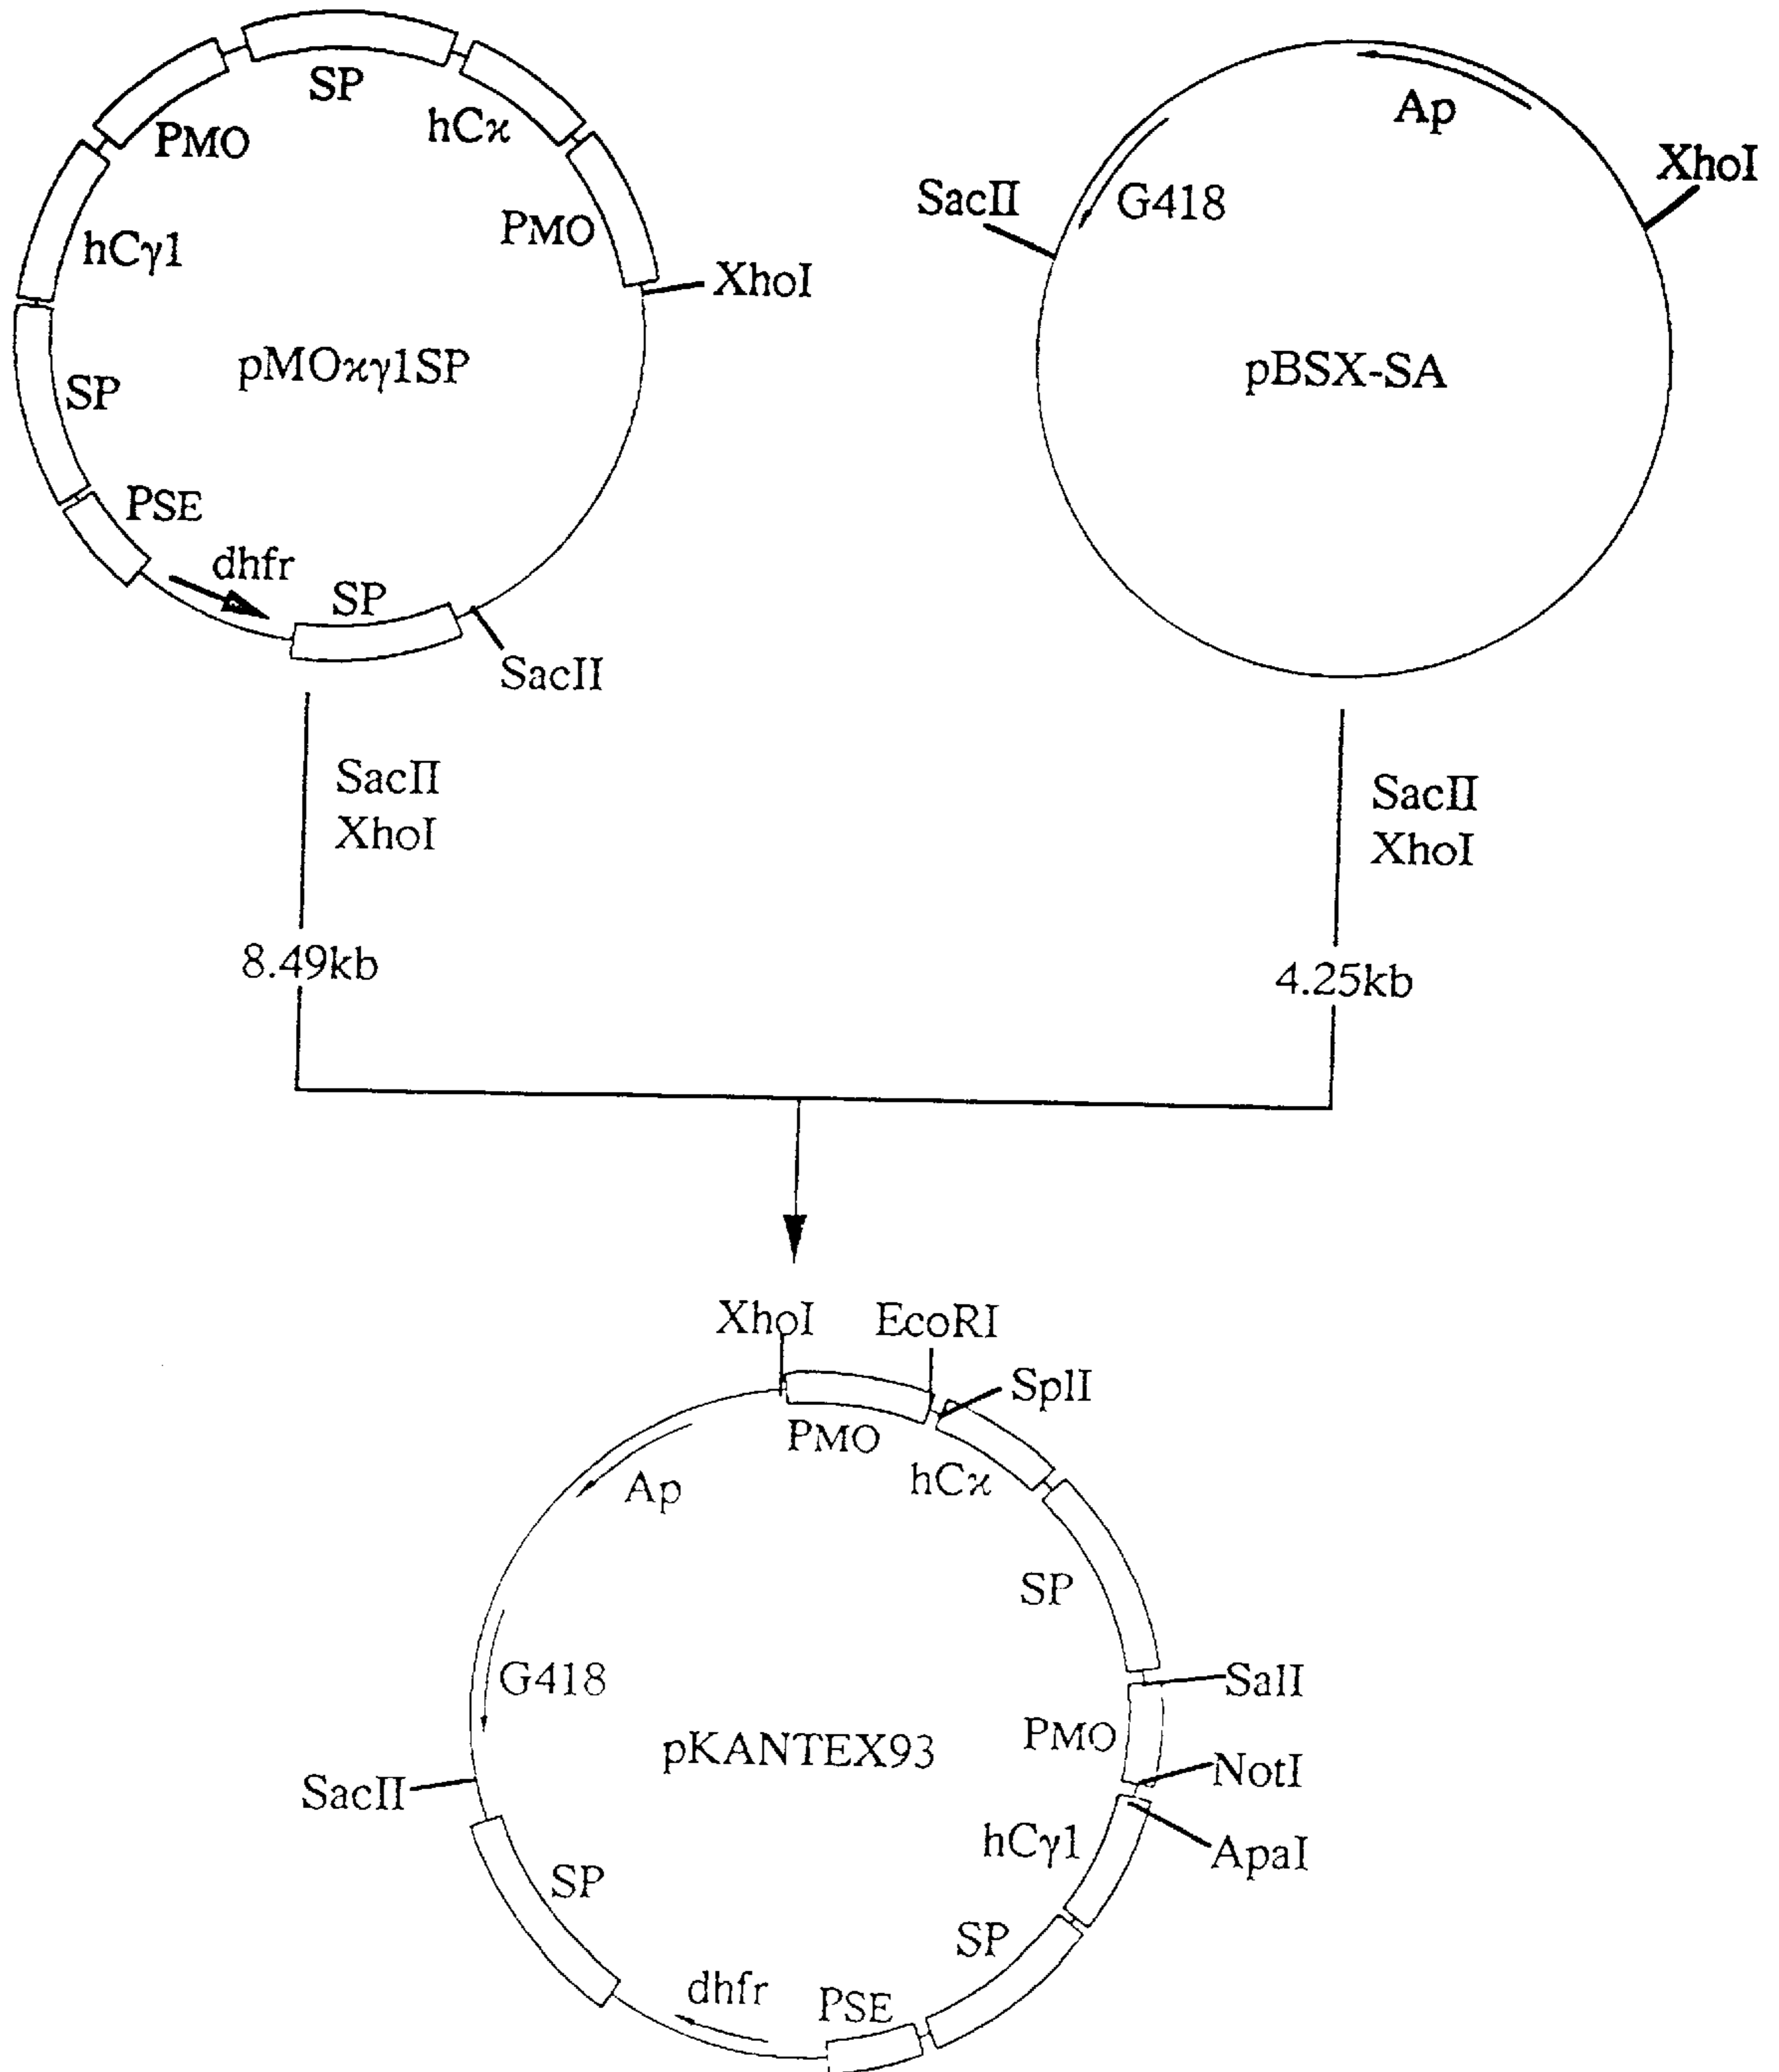 SP
PMO
hCϰ
PMO
hCγ1
XhoI
pMOϰγ1SP
SP
PSE
dhfr
SP
SacII
Ap
XhoI
SacII
G418
pBSX-SA
SacII
XhoI
8.49kb
SacII
XhoI
4.25kb
XhoI
EcoRI
SplI
PMO
hCϰ
Ap
SP
SalI
G418
PMO
pKANTEX93
NotI
SacII
hCγ1
ApaI
SP
SP
dhfr
PSE